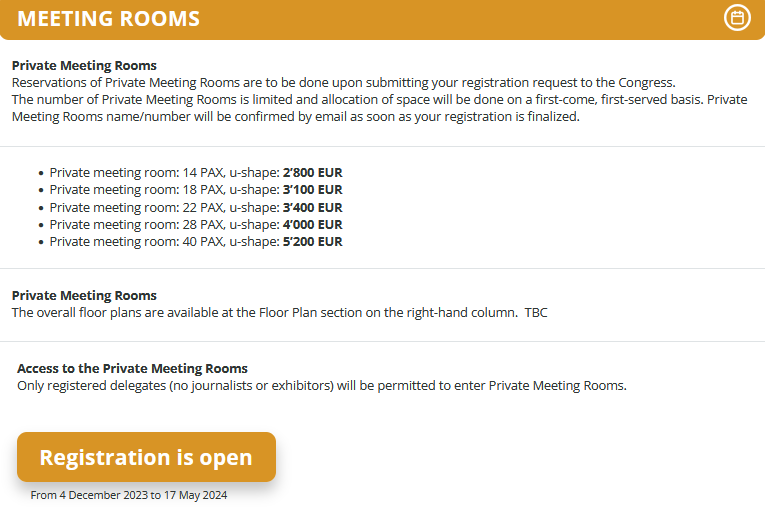 MEETING ROOMS
Private Meeting Rooms
Reservations of Private Meeting Rooms are to be done upon submitting your registration request to the Congress.
The number of Private Meeting Rooms is limited and allocation of space will be done on a first-come, first-served basis. Private
Meeting Rooms name/number will be confirmed by email as soon as your registration is finalized.
• Private meeting room: 14 PAX, u-shape: 2’800 EUR
• Private meeting room: 18 PAX, u-shape: 3’100 EUR
• Private meeting room: 22 PAX, u-shape: 3’400 EUR
• Private meeting room: 28 PAX, u-shape: 4’000 EUR
• Private meeting room: 40 PAX, u-shape: 5’200 EUR
Private Meeting Rooms
The overall floor plans are available at the Floor Plan section on the right-hand column. TBC
Access to the Private Meeting Rooms
Only registered delegates (no journalists or exhibitors) will be permitted to enter Private Meeting Rooms.
Registration is open
From 4 December 2023 to 17 May 2024